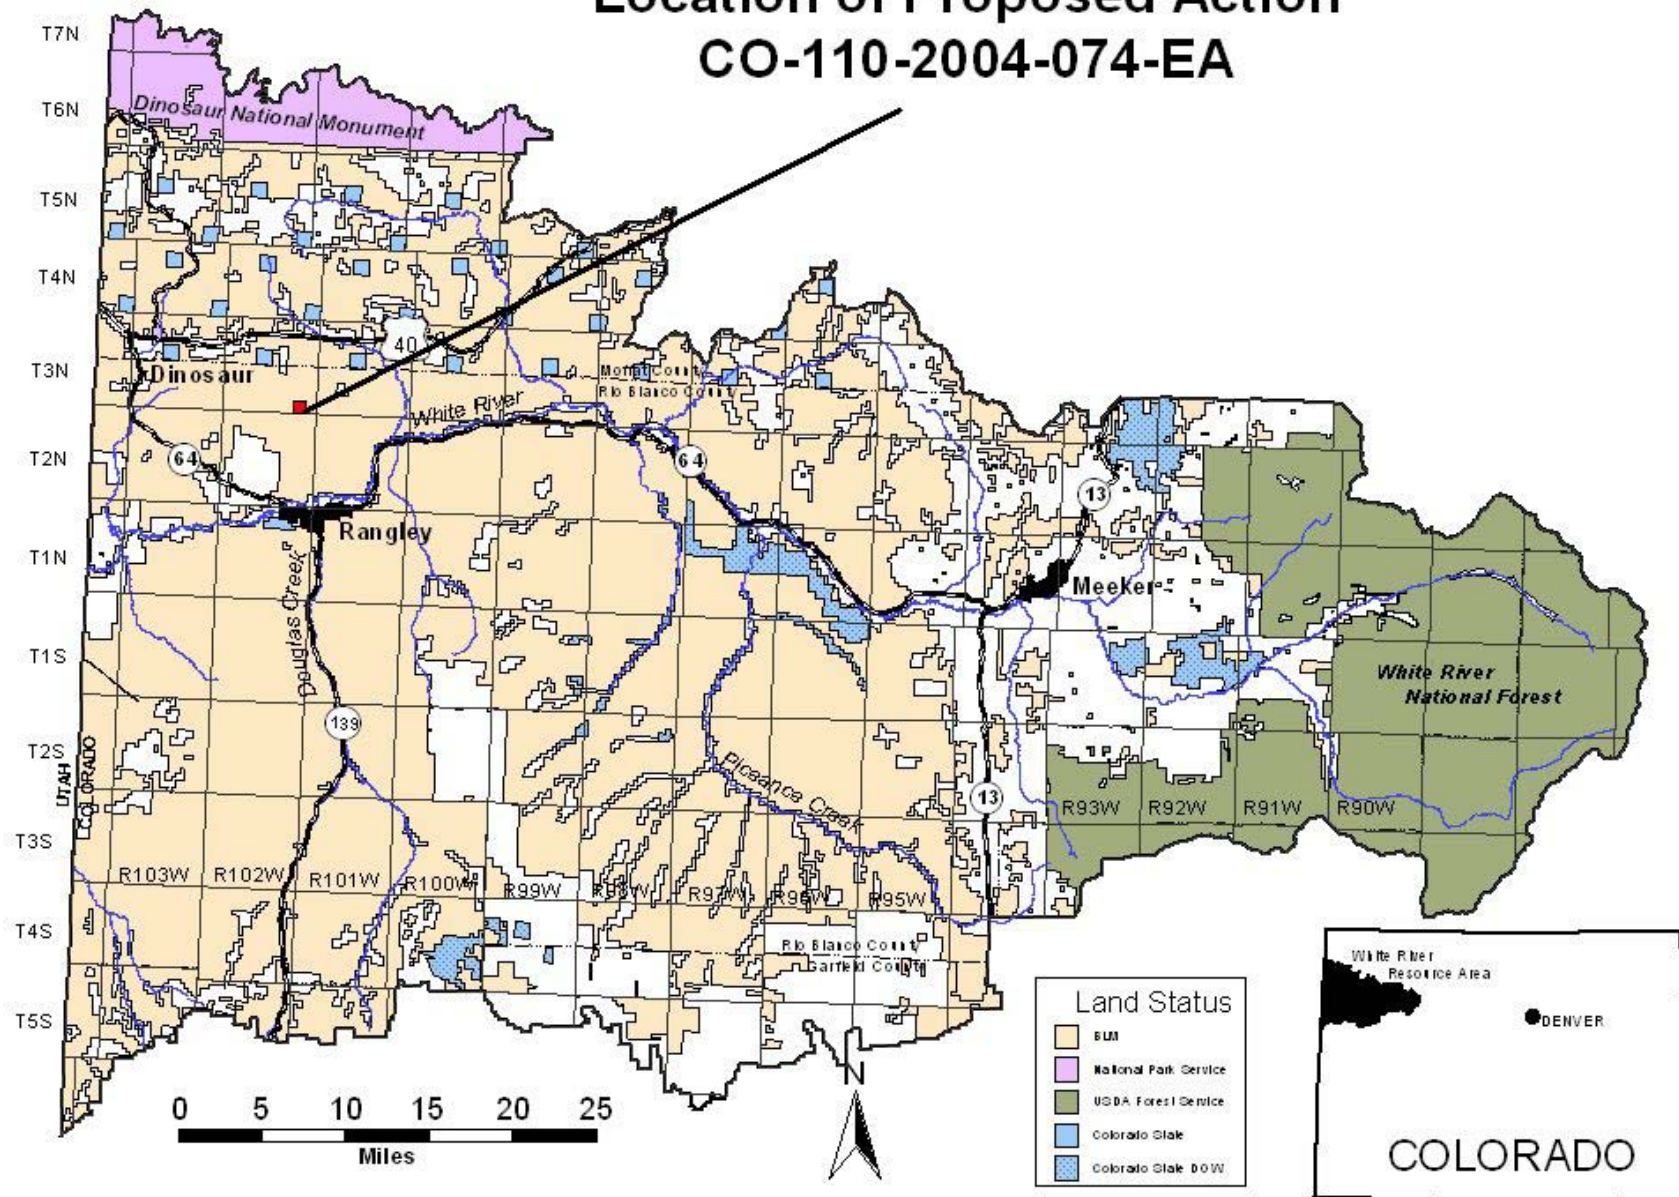 Location of Proposed Action
CO-110-2004-074-EA
T7N
T6N
Dinosaur National Monument
T5N
T4N
40
T3N
Dinosaur
Moffat County
Rio Blanco County
White River
T2N
64
64
13
Rangley
T1N
Meeker
Douglas Creek
T1S
White River
National Forest
139
T2S
UTAH
COLORADO
Piceance Creek
13
R93W
R92W
R91W
R90W
T3S
R103W
R102W
R101W
R100W
R99W
R98W
R97W
R96W
R95W
T4S
Rio Blanco County
Garfield County
T5S
White River
Resource Area
DENVER
COLORADO
Land Status
BLM
National Park Service
USDA Forest Service
Colorado State
Colorado State DOW
N
0 5 10 15 20 25
Miles